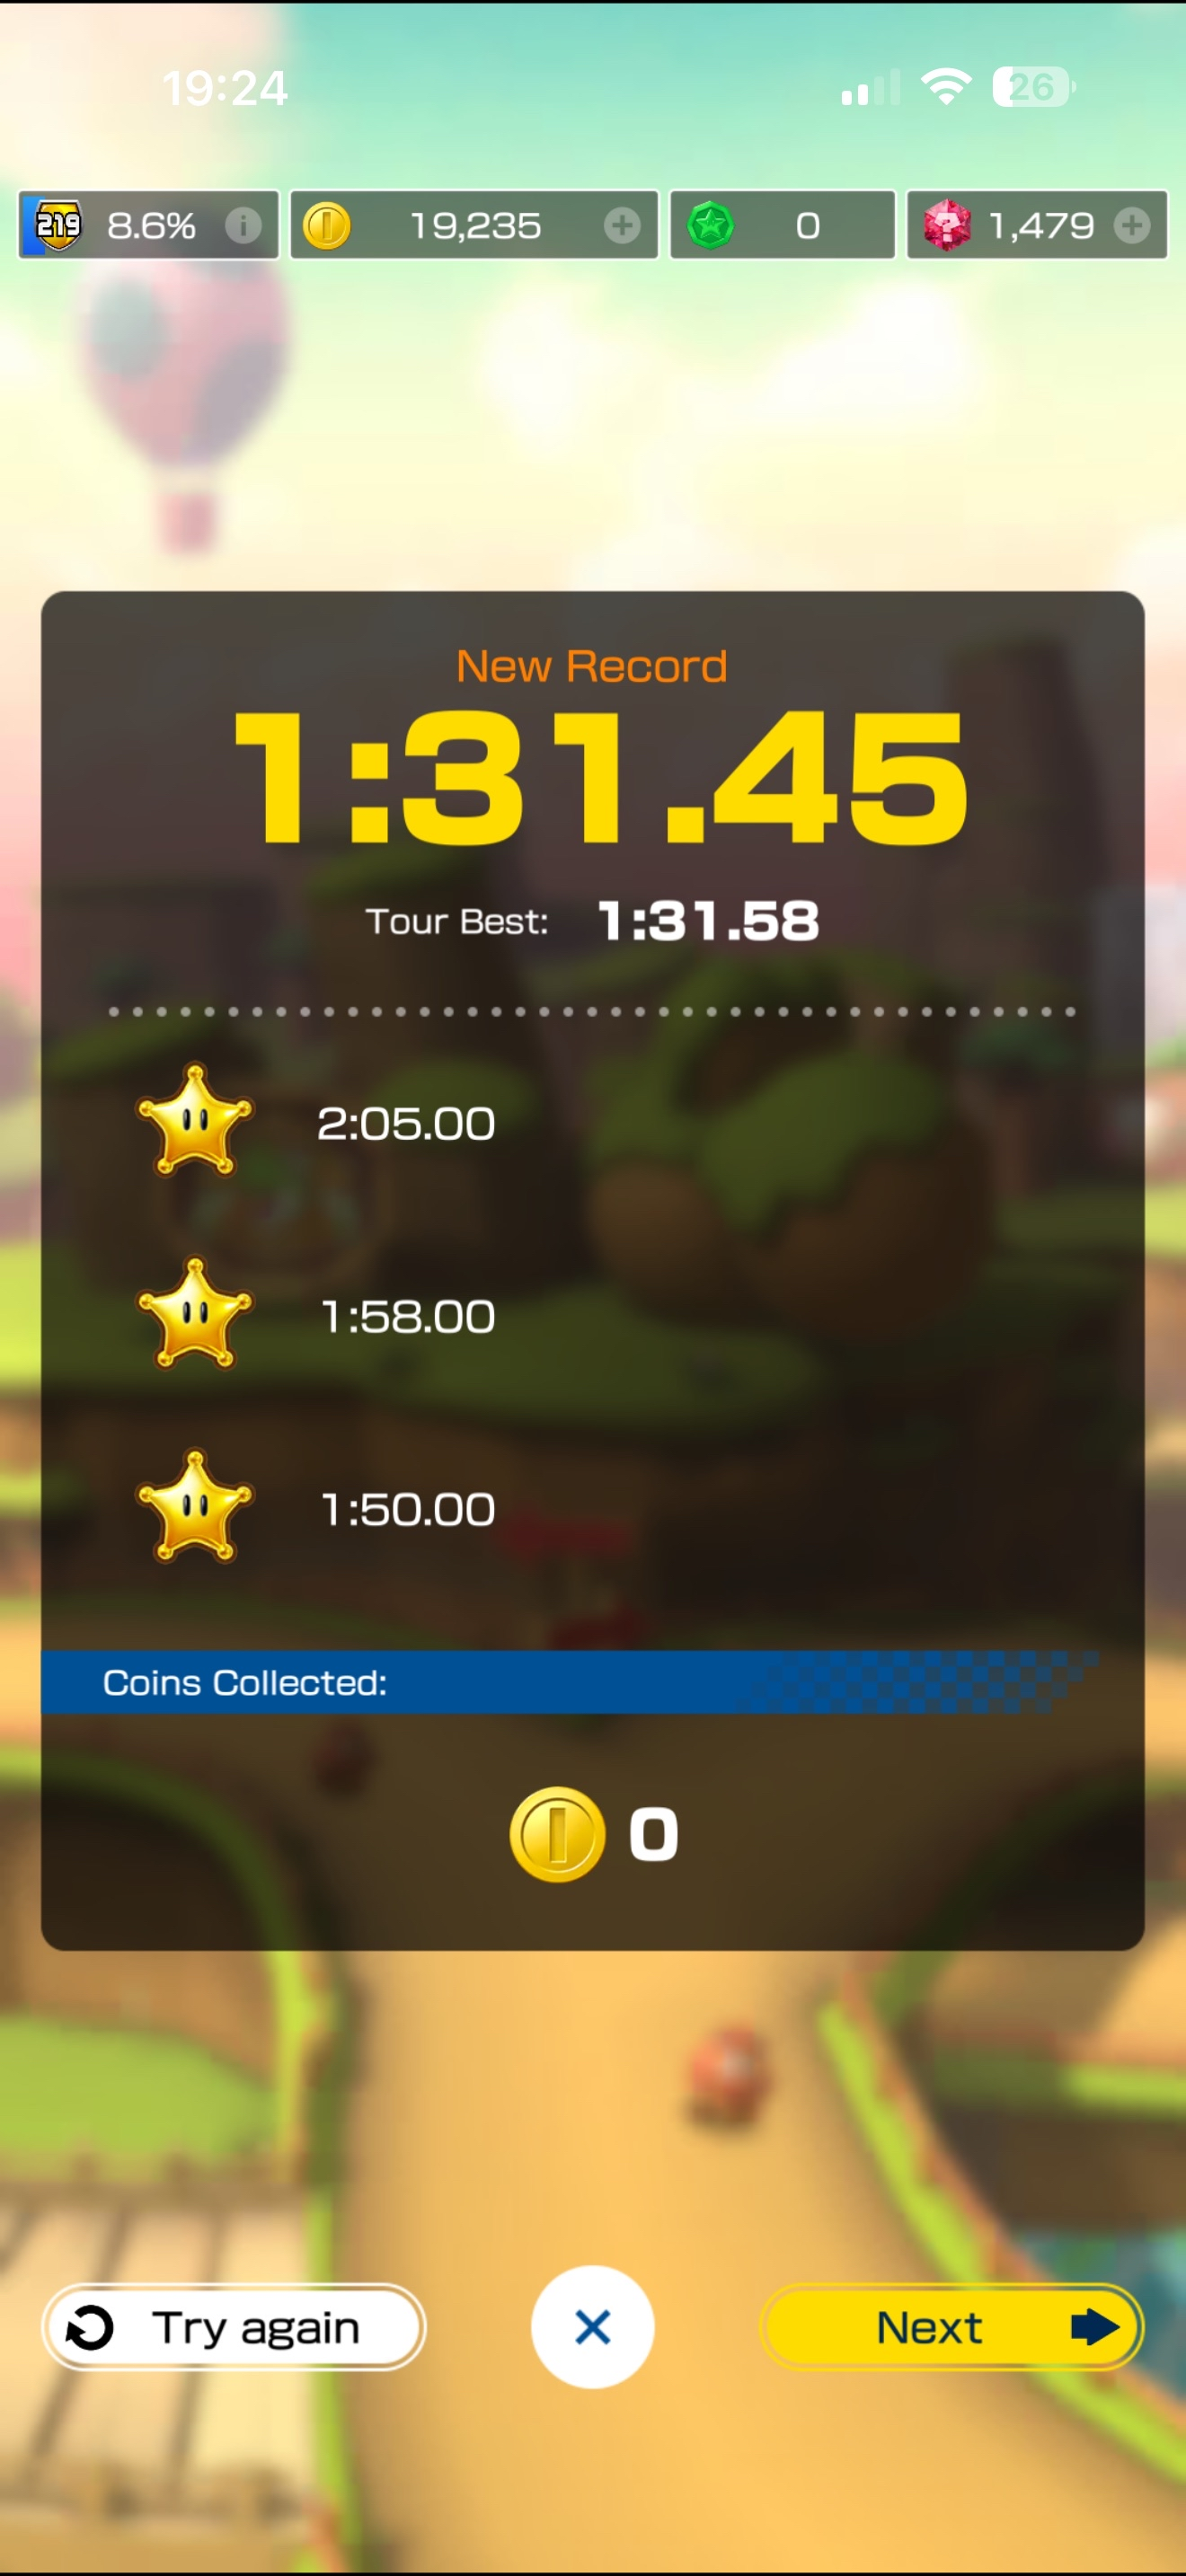 19:24 26
219 8.6% i 19,235 + 0 ? 1,479 +
New Record
1:31.45
Tour Best: 1:31.58
2:05.00
1:58.00
1:50.00
Coins Collected:
0
Try again × Next